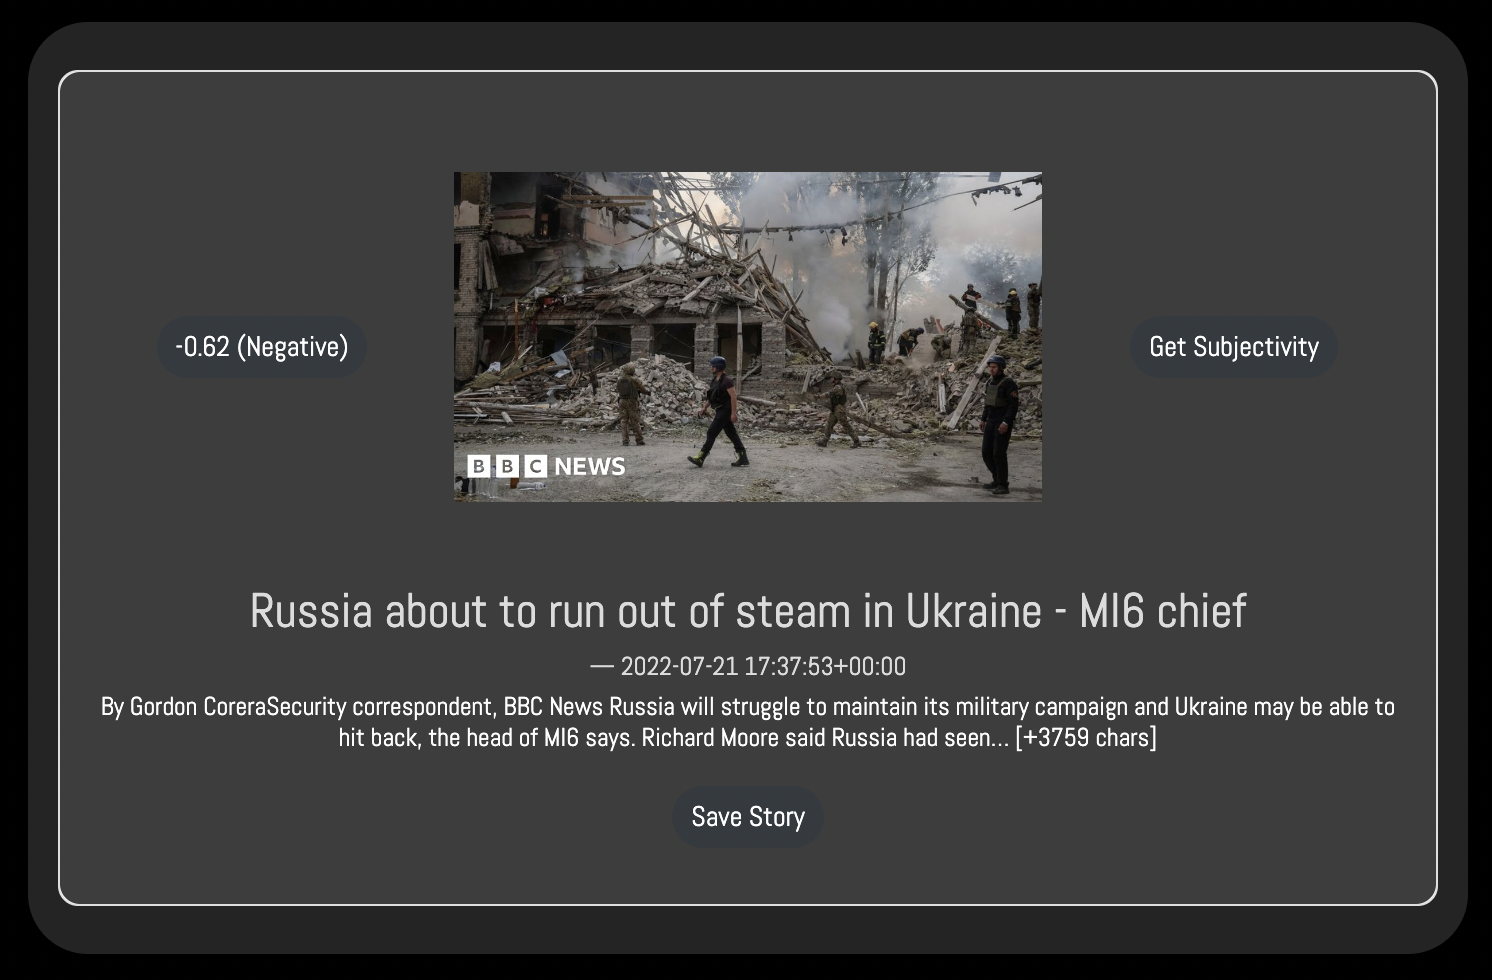 -0.62 (Negative)
Get Subjectivity
BBC NEWS
Russia about to run out of steam in Ukraine - MI6 chief
— 2022-07-21 17:37:53+00:00
By Gordon CoreraSecurity correspondent, BBC News Russia will struggle to maintain its military campaign and Ukraine may be able to
hit back, the head of MI6 says. Richard Moore said Russia had seen… [+3759 chars]
Save Story